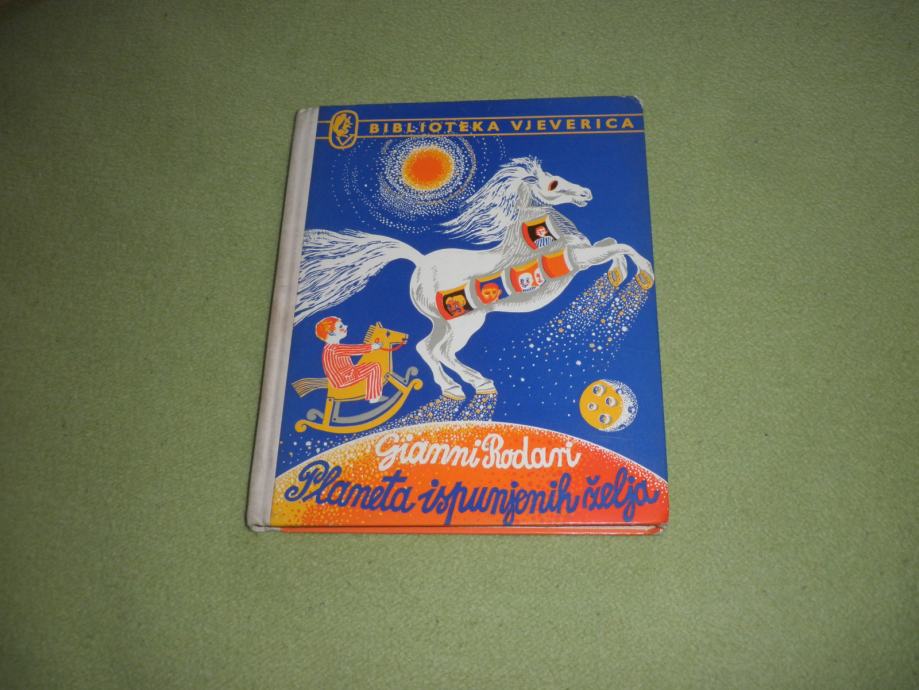 BIBLIOTEKA VJEVERICA
Gianni Rodari
Planeta ispunjenih želja